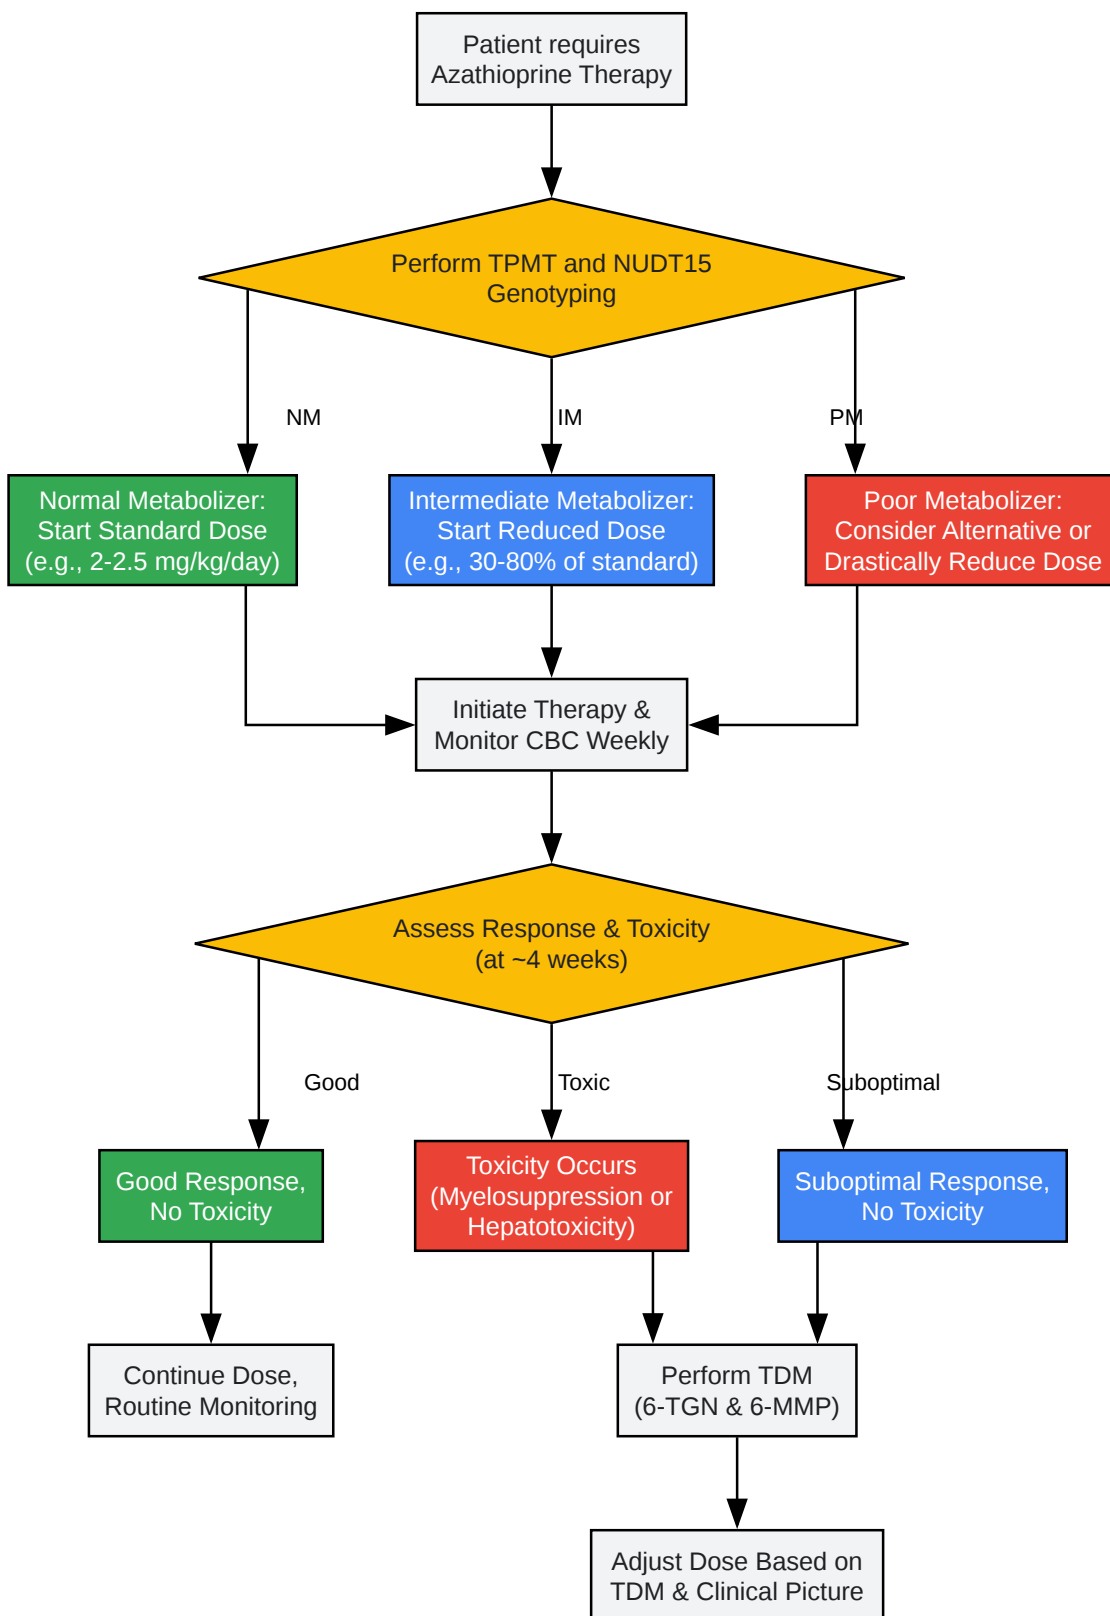 Patient requires
Azathioprine Therapy
Perform TPMT and NUDT15
Genotyping
NM
IM
PM
Normal Metabolizer:
Start Standard Dose
(e.g., 2-2.5 mg/kg/day)
Intermediate Metabolizer:
Start Reduced Dose
(e.g., 30-80% of standard)
Poor Metabolizer:
Consider Alternative or
Drastically Reduce Dose
Initiate Therapy &
Monitor CBC Weekly
Assess Response & Toxicity
(at ~4 weeks)
Good
Toxic
Suboptimal
Good Response,
No Toxicity
Toxicity Occurs
(Myelosuppression or
Hepatotoxicity)
Suboptimal Response,
No Toxicity
Continue Dose,
Routine Monitoring
Perform TDM
(6-TGN & 6-MMP)
Adjust Dose Based on
TDM & Clinical Picture